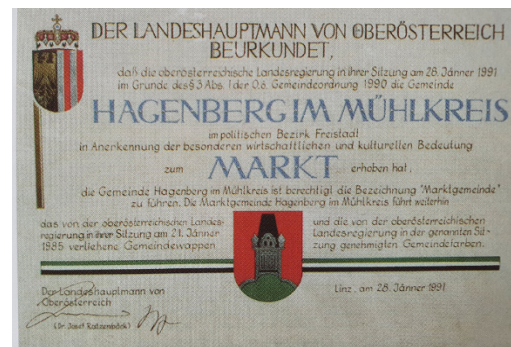 DER LANDESHAUPTMANN VON OBERÖSTERREICH
BEURKUNDET,
daß die oberösterreichische Landesregierung in ihrer Sitzung am 28. Jänner 1991
im Grunde des § 3 Abs. 1 der O.ö. Gemeindeordnung 1990 die Gemeinde
HAGENBERG IM MÜHLKREIS
im politischen Bezirk Freistadt
in Anerkennung der besonderen wirtschaftlichen und kulturellen Bedeutung
zum MARKT erhoben hat,
die Gemeinde Hagenberg im Mühlkreis ist berechtigt die Bezeichnung "Marktgemeinde"
zu führen. Die Marktgemeinde Hagenberg im Mühlkreis führt weiterhin
das von der oberösterreichischen Landes-
regierung in ihrer Sitzung am 21. Jänner
1985 verliehene Gemeindewappen
und die von der oberösterreichischen
Landesregierung in der genannten Sit-
zung genehmigten Gemeindefarben.
Der Landeshauptmann von
Oberösterreich
(Dr. Josef Ratzenböck)
Linz, am 28. Jänner 1991